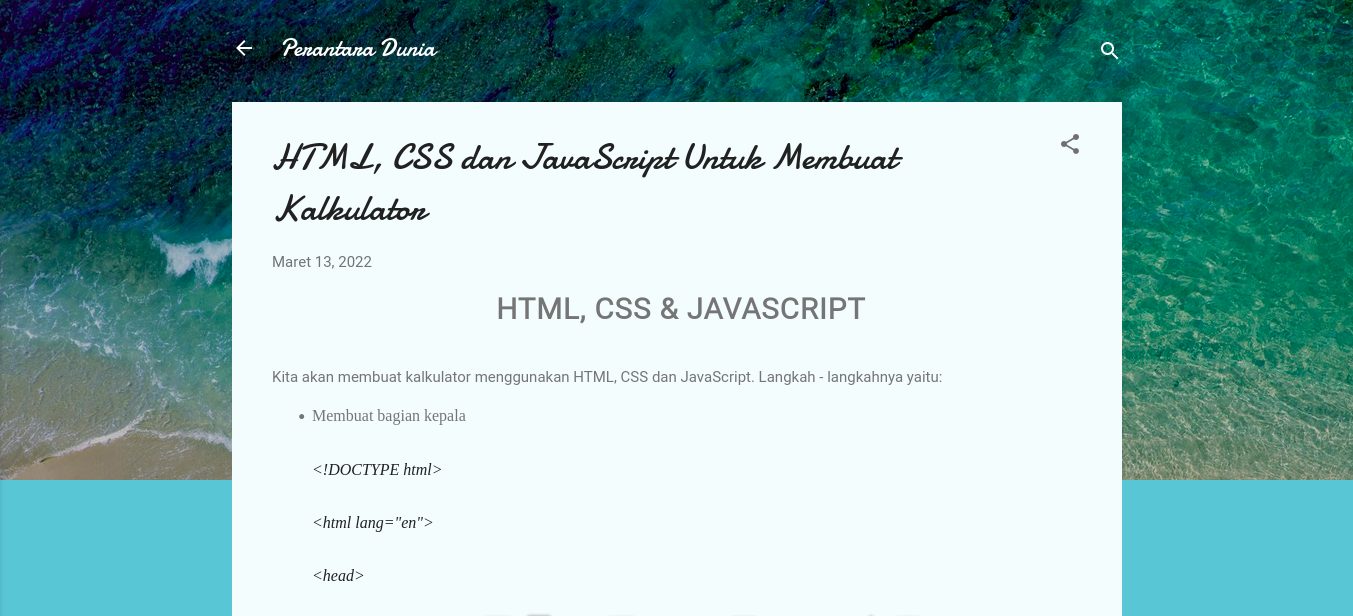 Perantara Dunia
HTML, CSS dan JavaScript Untuk Membuat
Kalkulator
Maret 13, 2022
HTML, CSS & JAVASCRIPT
Kita akan membuat kalkulator menggunakan HTML, CSS dan JavaScript. Langkah - langkahnya yaitu:
• Membuat bagian kepala
<!DOCTYPE html>
<html lang="en">
<head>